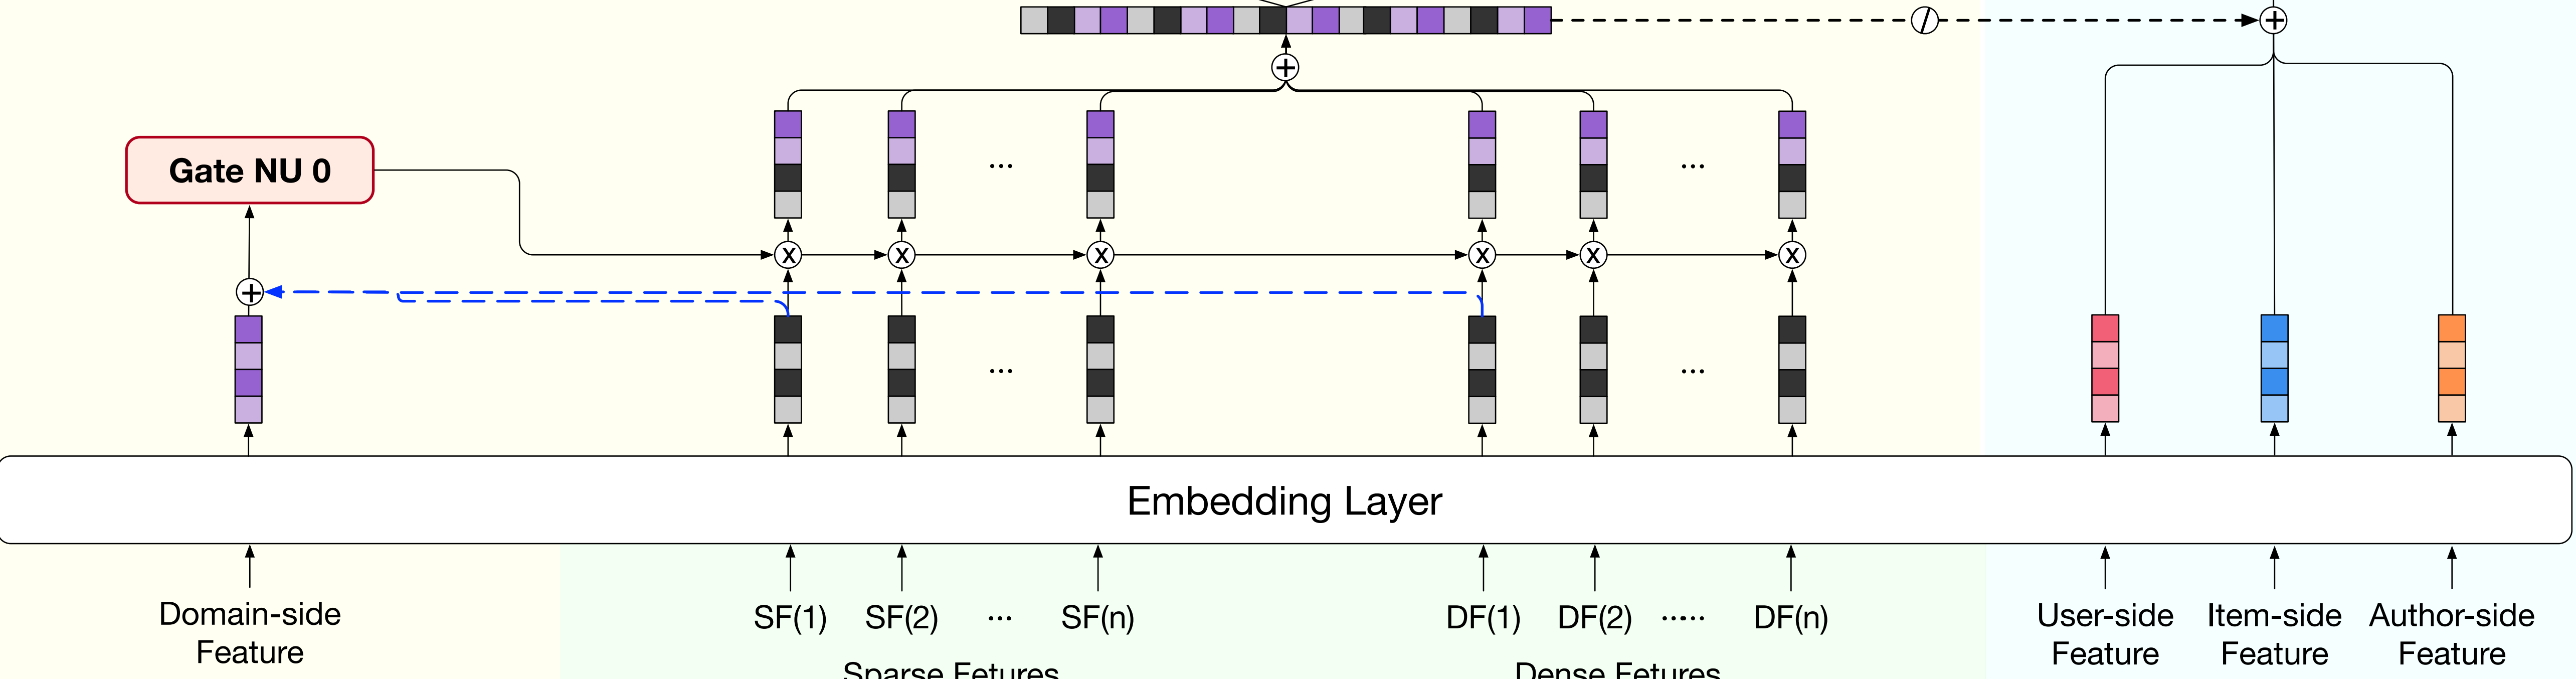 Gate NU 0
Embedding Layer
Domain-side
Feature
SF(1) SF(2) ... SF(n)
DF(1) DF(2) ..... DF(n)
User-side
Feature
Item-side
Feature
Author-side
Feature
Sparse Fetures
Dense Fetures